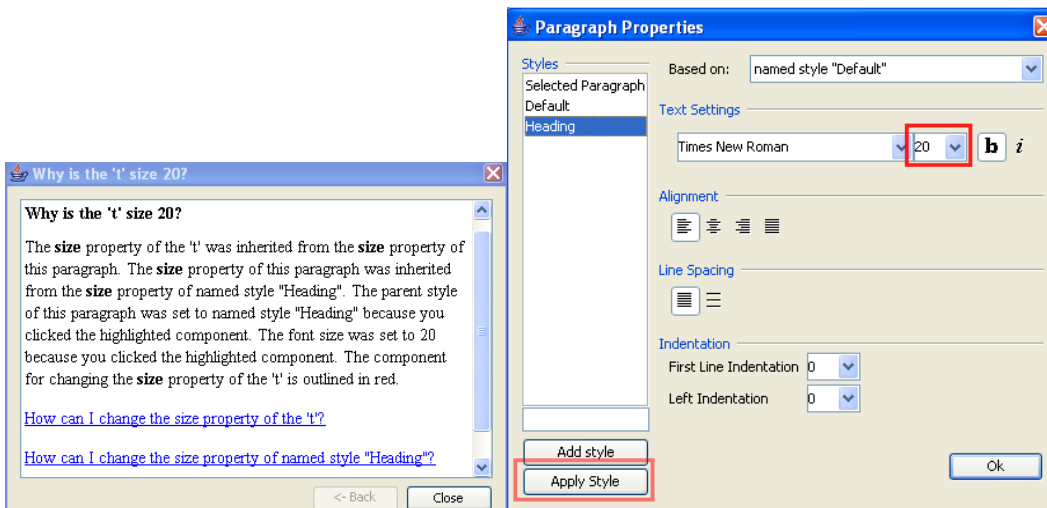 Why is the 't' size 20?
Why is the 't' size 20?
The size property of the 't' was inherited from the size property of
this paragraph. The size property of this paragraph was inherited
from the size property of named style "Heading". The parent style
of this paragraph was set to named style "Heading" because you
clicked the highlighted component. The font size was set to 20
because you clicked the highlighted component. The component
for changing the size property of the 't' is outlined in red.
How can I change the size property of the 't'?
How can I change the size property of named style "Heading"?
<- Back
Close
Paragraph Properties
Styles
Selected Paragraph
Default
Heading
Add style
Apply Style
Based on:
named style "Default"
Text Settings
Times New Roman
20
b
i
Alignment
Line Spacing
Indentation
First Line Indentation 0
Left Indentation 0
Ok